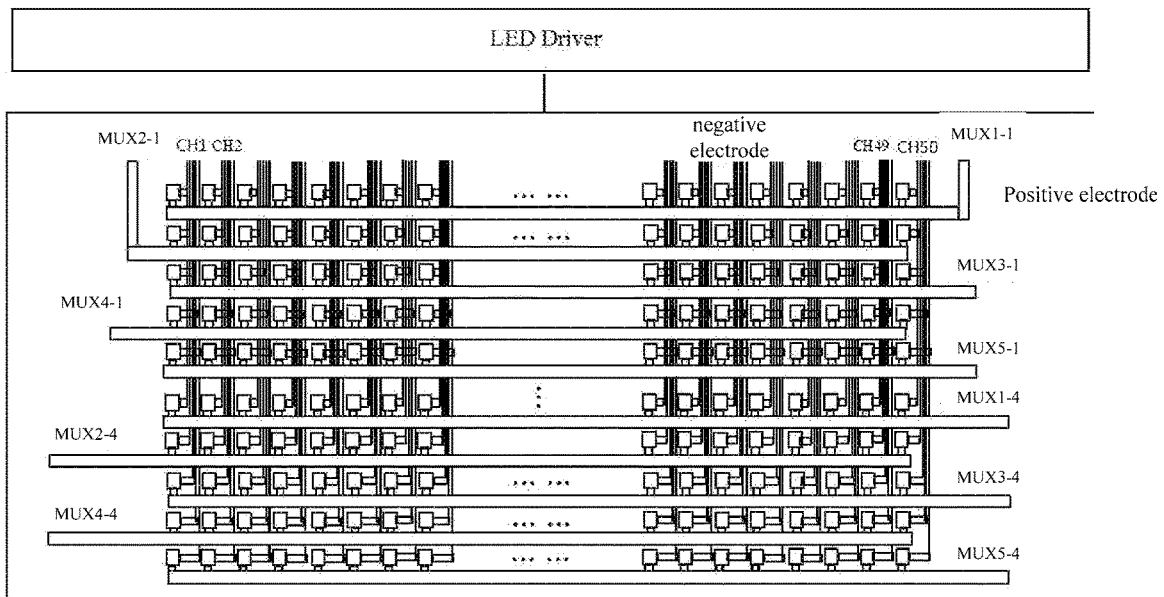 LED Driver
MUX2-1
CH1 CH2
negative
electrode
CH49 CH50
MUX1-1
Positive electrode
MUX3-1
MUX4-1
MUX5-1
MUX1-4
MUX2-4
MUX3-4
MUX4-4
MUX5-4